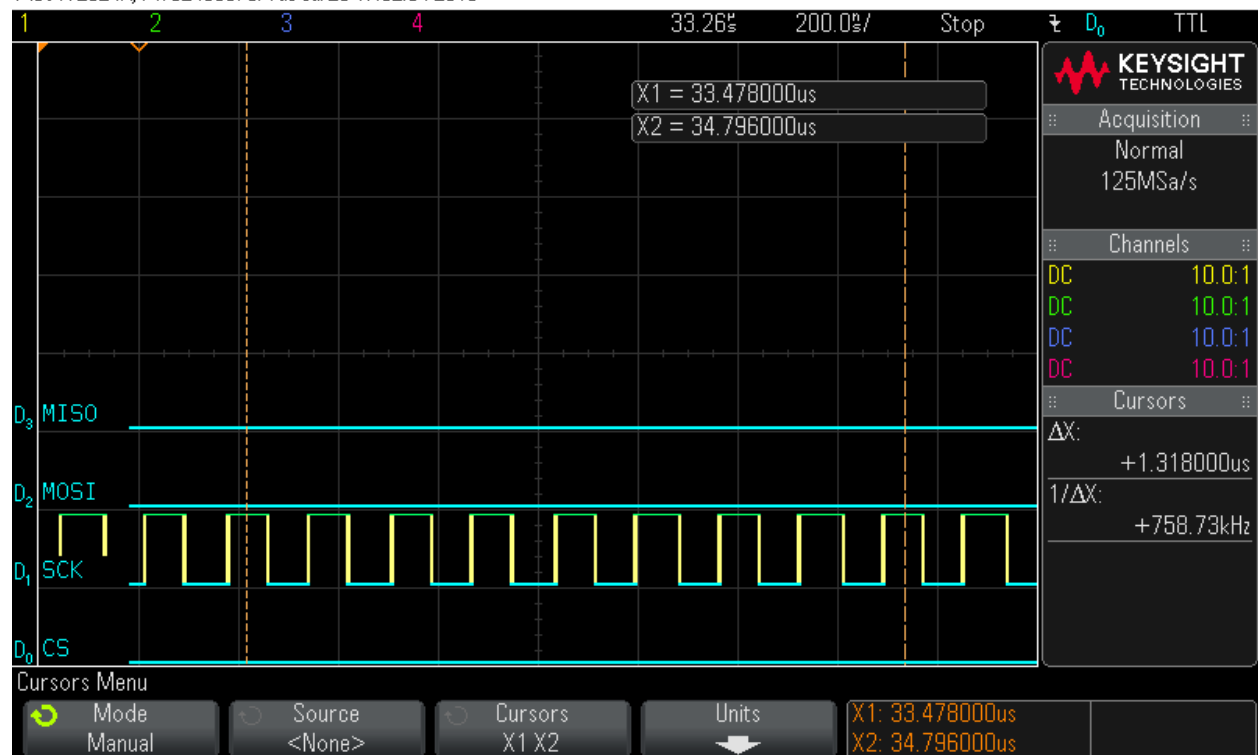 1 2 3 4 33.26us 200.0ns/ Stop D0 TTL
KEYSIGHT
TECHNOLOGIES
X1 = 33.478000us
X2 = 34.796000us
Acquisition
Normal
125MSa/s
Channels
DC 10.0:1
DC 10.0:1
DC 10.0:1
DC 10.0:1
Cursors
ΔX:
+1.318000us
1/ΔX:
+758.73kHz
D3 MISO
D2 MOSI
D1 SCK
D0 CS
Cursors Menu
Mode Source Cursors Units X1: 33.478000us
Manual <None> X1 X2 X2: 34.796000us